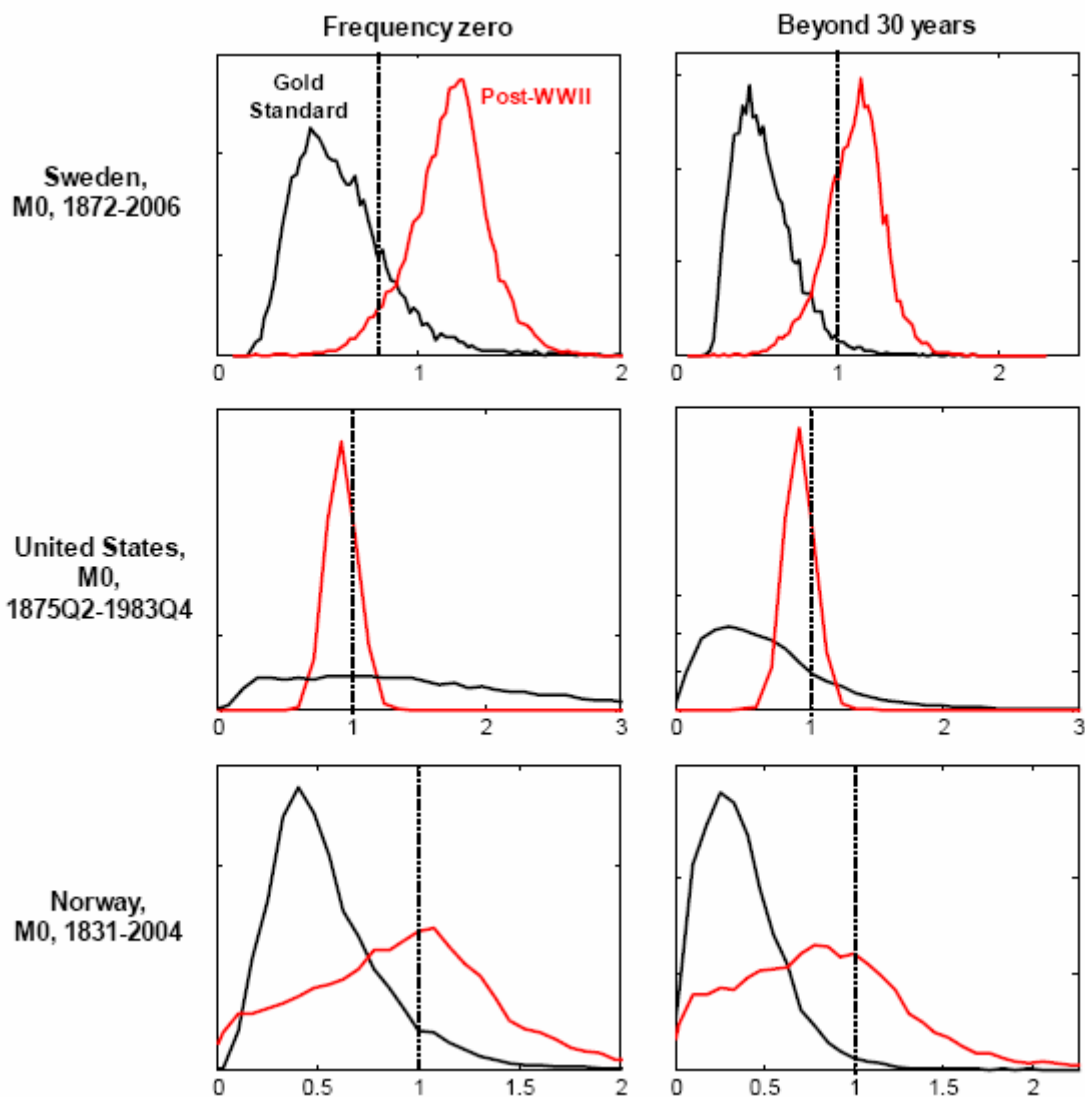 Frequency zero
Beyond 30 years
Gold
Standard
Post-WWII
Sweden,
M0, 1872-2006
0 1 2
0 1 2
United States,
M0,
1875Q2-1983Q4
0 1 2 3
0 1 2 3
Norway,
M0, 1831-2004
0 0.5 1 1.5 2
0 0.5 1 1.5 2